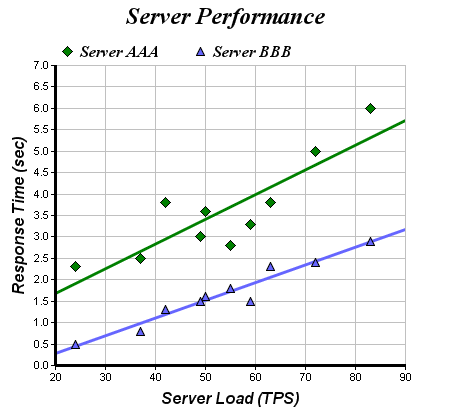 Server Performance
Server AAA
Server BBB
7.0
6.5
6.0
5.5
5.0
4.5
4.0
3.5
3.0
2.5
2.0
1.5
1.0
0.5
0.0
Response Time (sec)
20 30 40 50 60 70 80 90
Server Load (TPS)